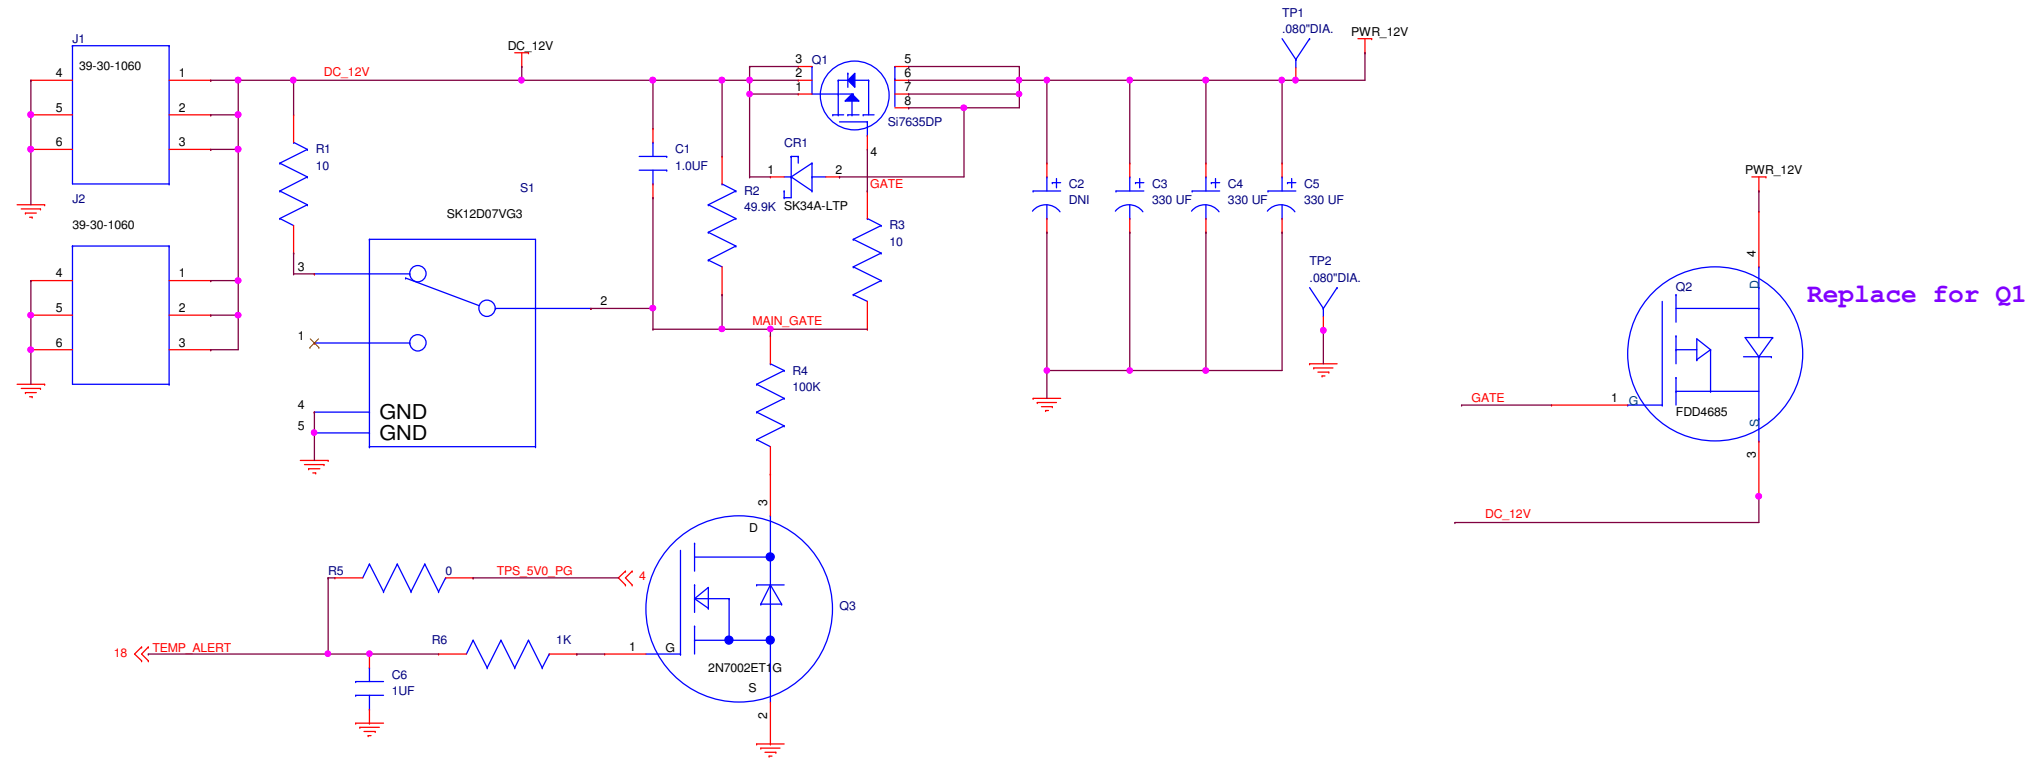 J1
39-30-1060
4
5
6
1
2
3
J2
39-30-1060
4
5
6
1
2
3
DC_12V
DC_12V
R1
10
S1
SK12D07VG3
3
1
2
4
5
GND
GND
C1
1.0UF
R2
49.9K
3
2
1
Q1
5
6
7
8
Si7635DP
4
CR1
1
2
SK34A-LTP
GATE
R3
10
MAIN_GATE
R4
100K
TP1
.080"DIA.
PWR_12V
C2
DNI
C3
330 UF
C4
330 UF
C5
330 UF
TP2
.080"DIA.
3
D
Q3
2N7002ET1G
S
2
1
G
R5
0
TPS_5V0_PG
4
18
TEMP_ALERT
R6
1K
C6
1UF
PWR_12V
4
D
Q2
Replace for Q1
GATE
1
G
FDD4685
S
3
DC_12V